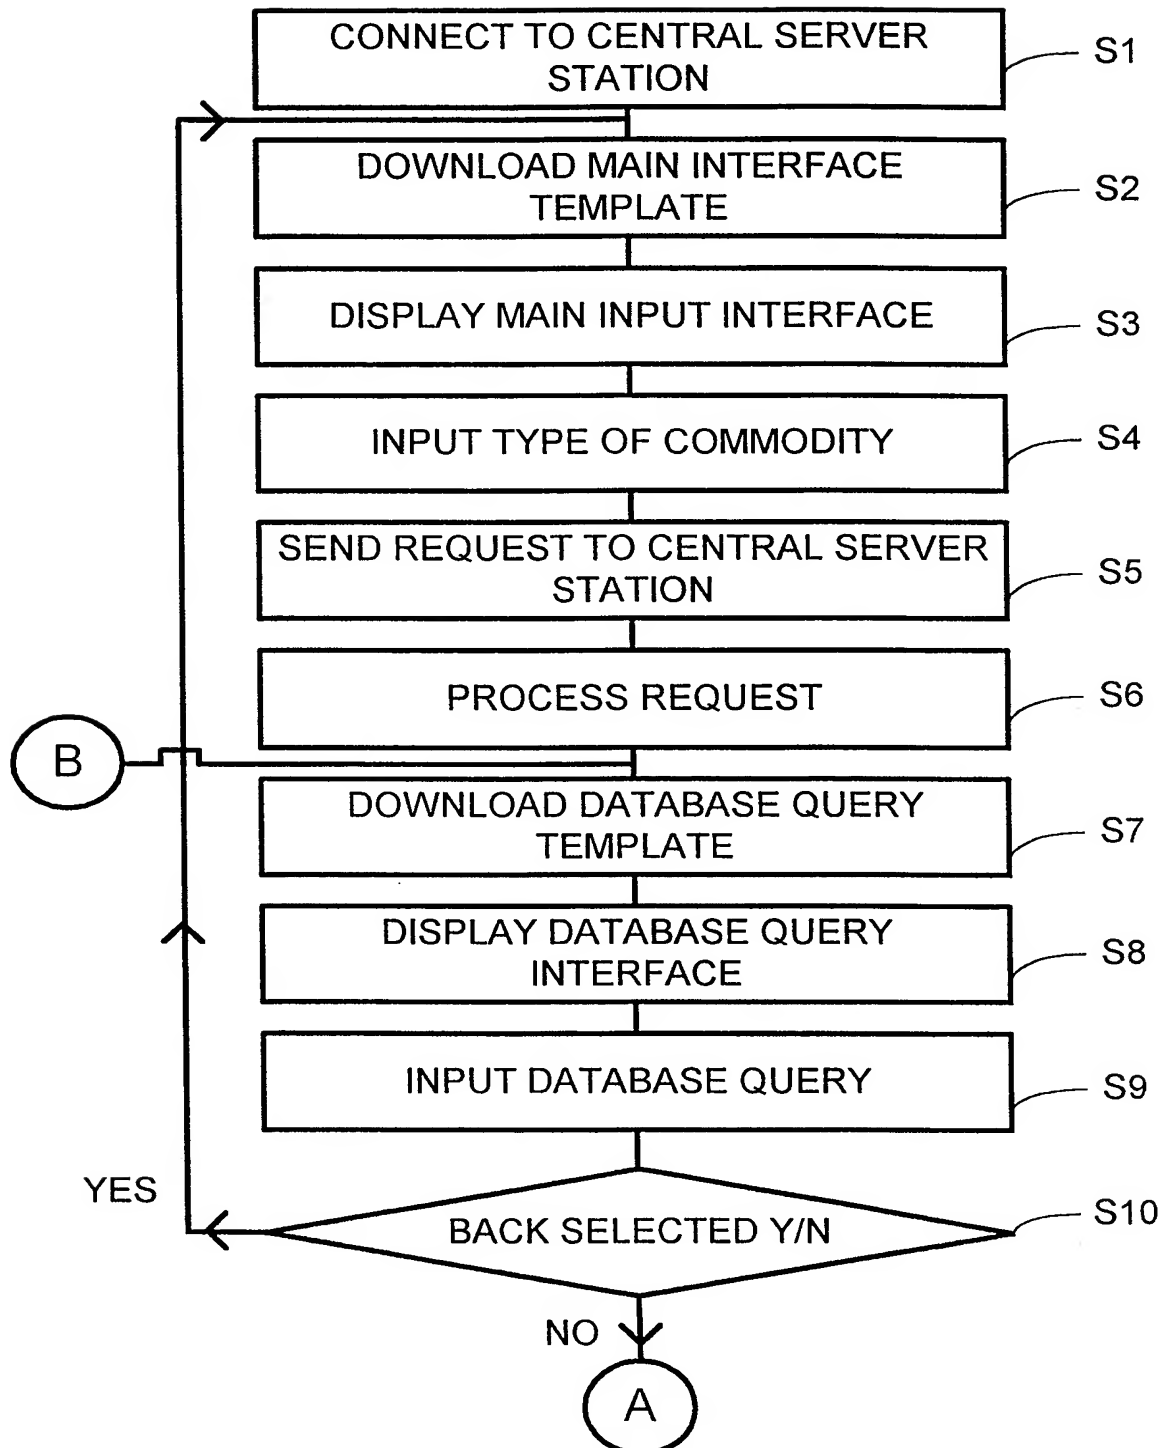 CONNECT TO CENTRAL SERVER
STATION
S1
DOWNLOAD MAIN INTERFACE
TEMPLATE
S2
DISPLAY MAIN INPUT INTERFACE
S3
INPUT TYPE OF COMMODITY
S4
SEND REQUEST TO CENTRAL SERVER
STATION
S5
PROCESS REQUEST
S6
B
DOWNLOAD DATABASE QUERY
TEMPLATE
S7
DISPLAY DATABASE QUERY
INTERFACE
S8
INPUT DATABASE QUERY
S9
YES
BACK SELECTED Y/N
S10
NO
A